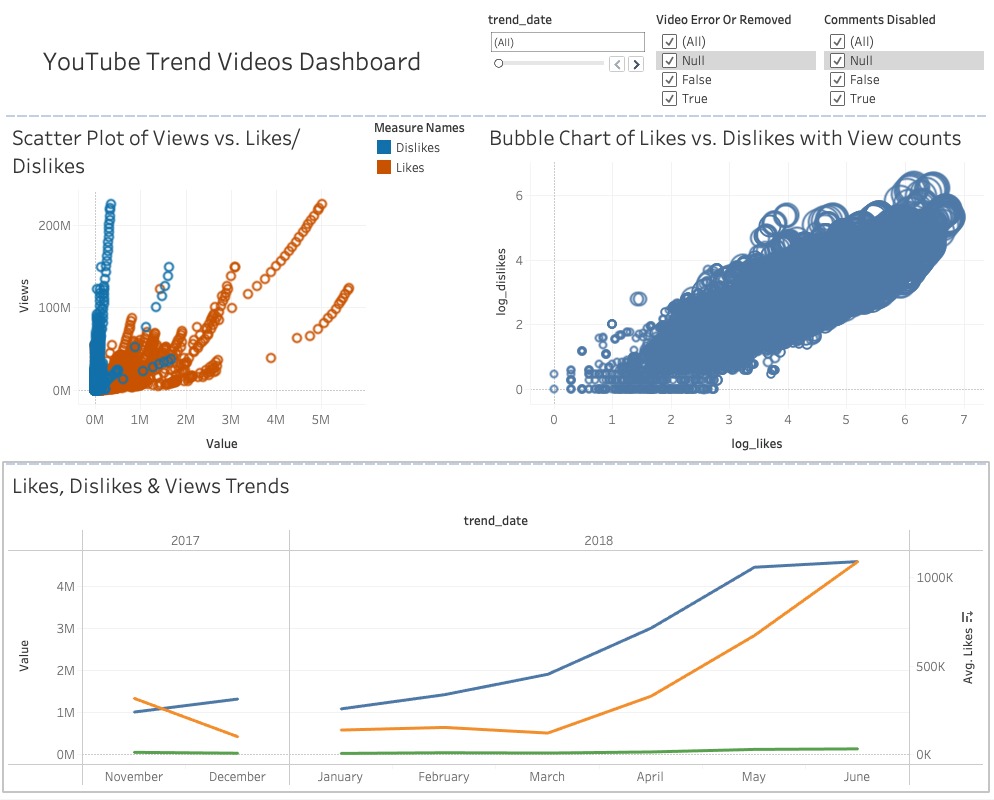 YouTube Trend Videos Dashboard
trend_date
(All)
Video Error Or Removed
(All)
Null
False
True
Comments Disabled
(All)
Null
False
True
Scatter Plot of Views vs. Likes/
Dislikes
Measure Names
Dislikes
Likes
Views
200M
100M
0M
0M 1M 2M 3M 4M 5M
Value
Bubble Chart of Likes vs. Dislikes with View counts
log_dislikes
6
4
2
0
0 1 2 3 4 5 6 7
log_likes
Likes, Dislikes & Views Trends
trend_date
2017 2018
Value
4M
3M
2M
1M
0M
1000K
500K
0K
Avg. Likes
November December January February March April May June